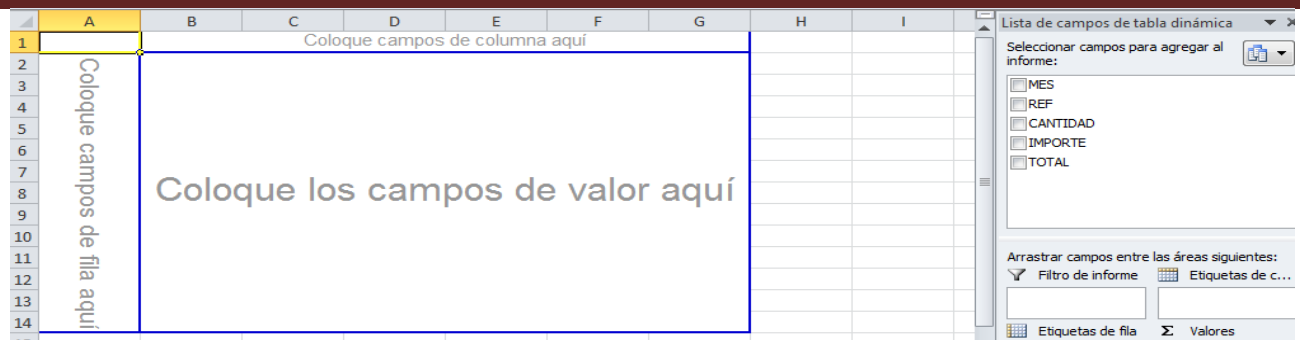 A B C D E F G H I
1 Coloque campos de columna aquí
2
3
4
5
6
7
8
9
10
11
12
13
14
Coloque campos de fila aquí
Coloque los campos de valor aquí
Lista de campos de tabla dinámica
Seleccionar campos para agregar al
informe:
MES
REF
CANTIDAD
IMPORTE
TOTAL
Arrastrar campos entre las áreas siguientes:
Filtro de informe Etiquetas de c...
Etiquetas de fila Σ Valores